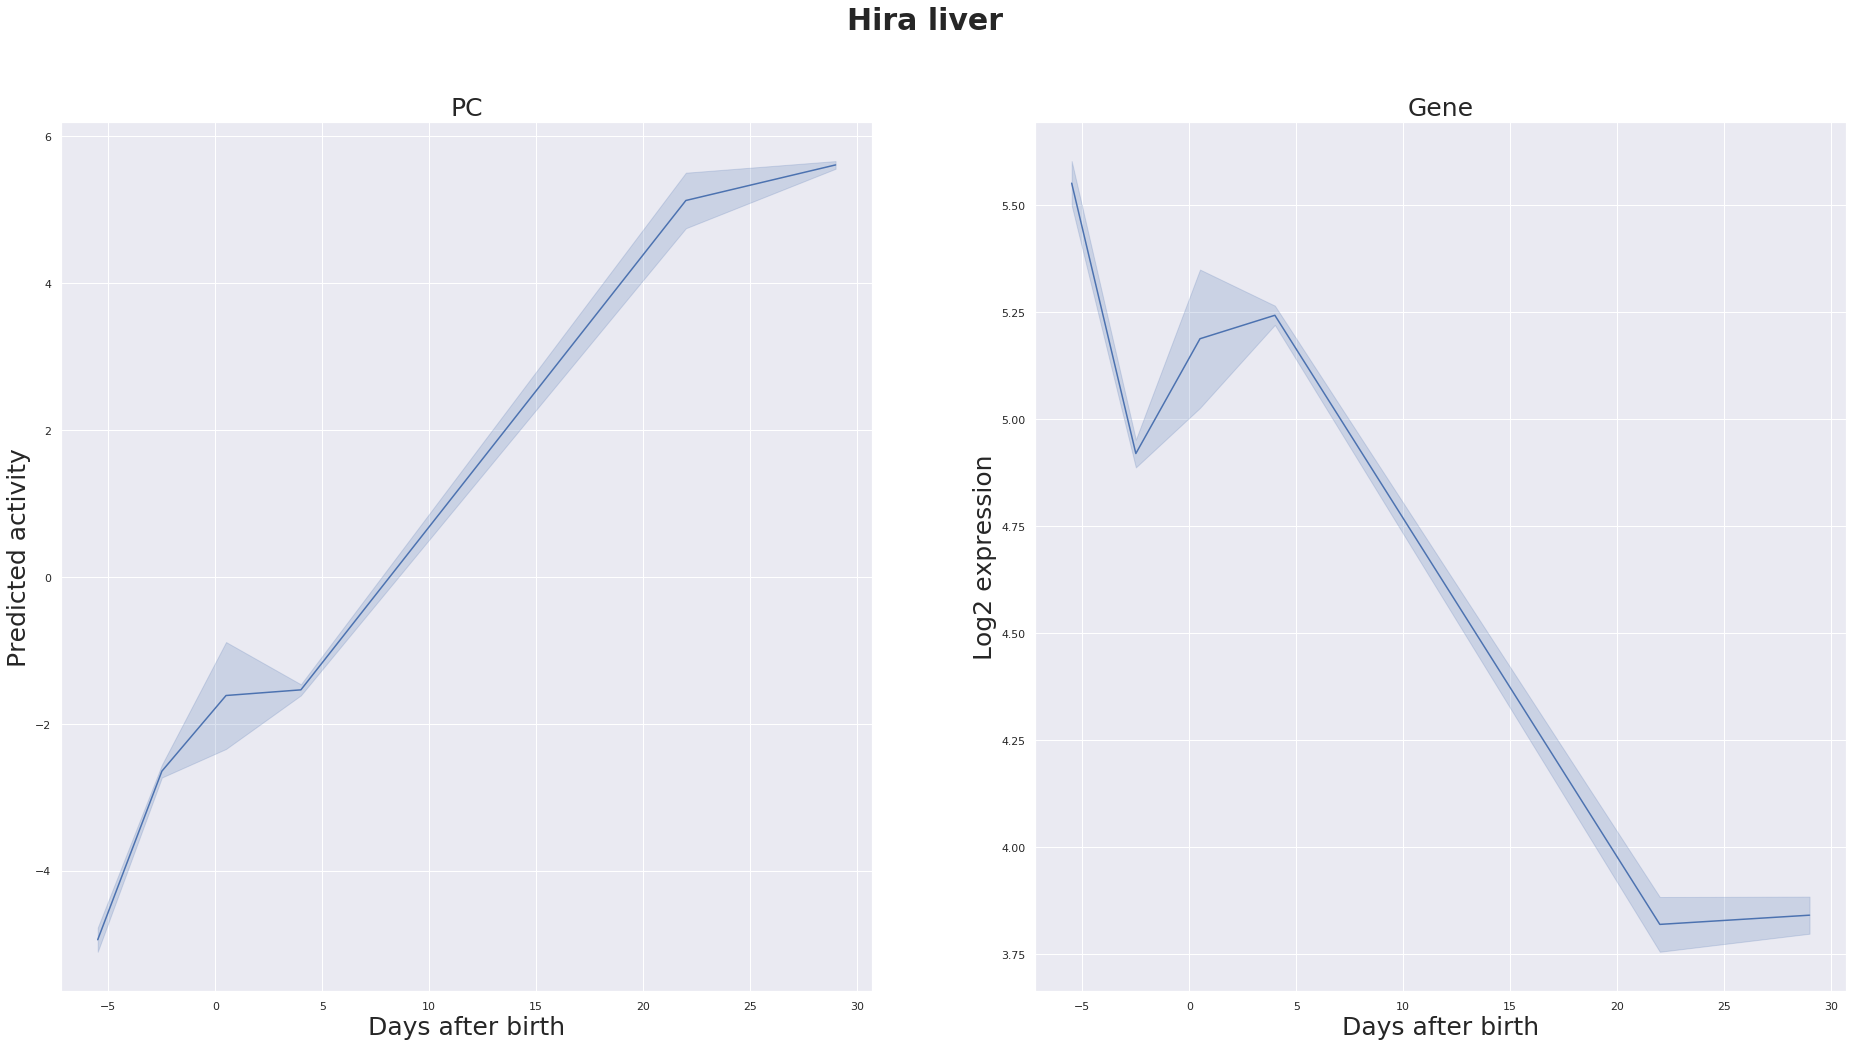 Hira liver
PC
6
4
2
0
−2
−4
Predicted activity
−5 0 5 10 15 20 25 30
Days after birth
Gene
5.50
5.25
5.00
4.75
4.50
4.25
4.00
3.75
Log2 expression
−5 0 5 10 15 20 25 30
Days after birth